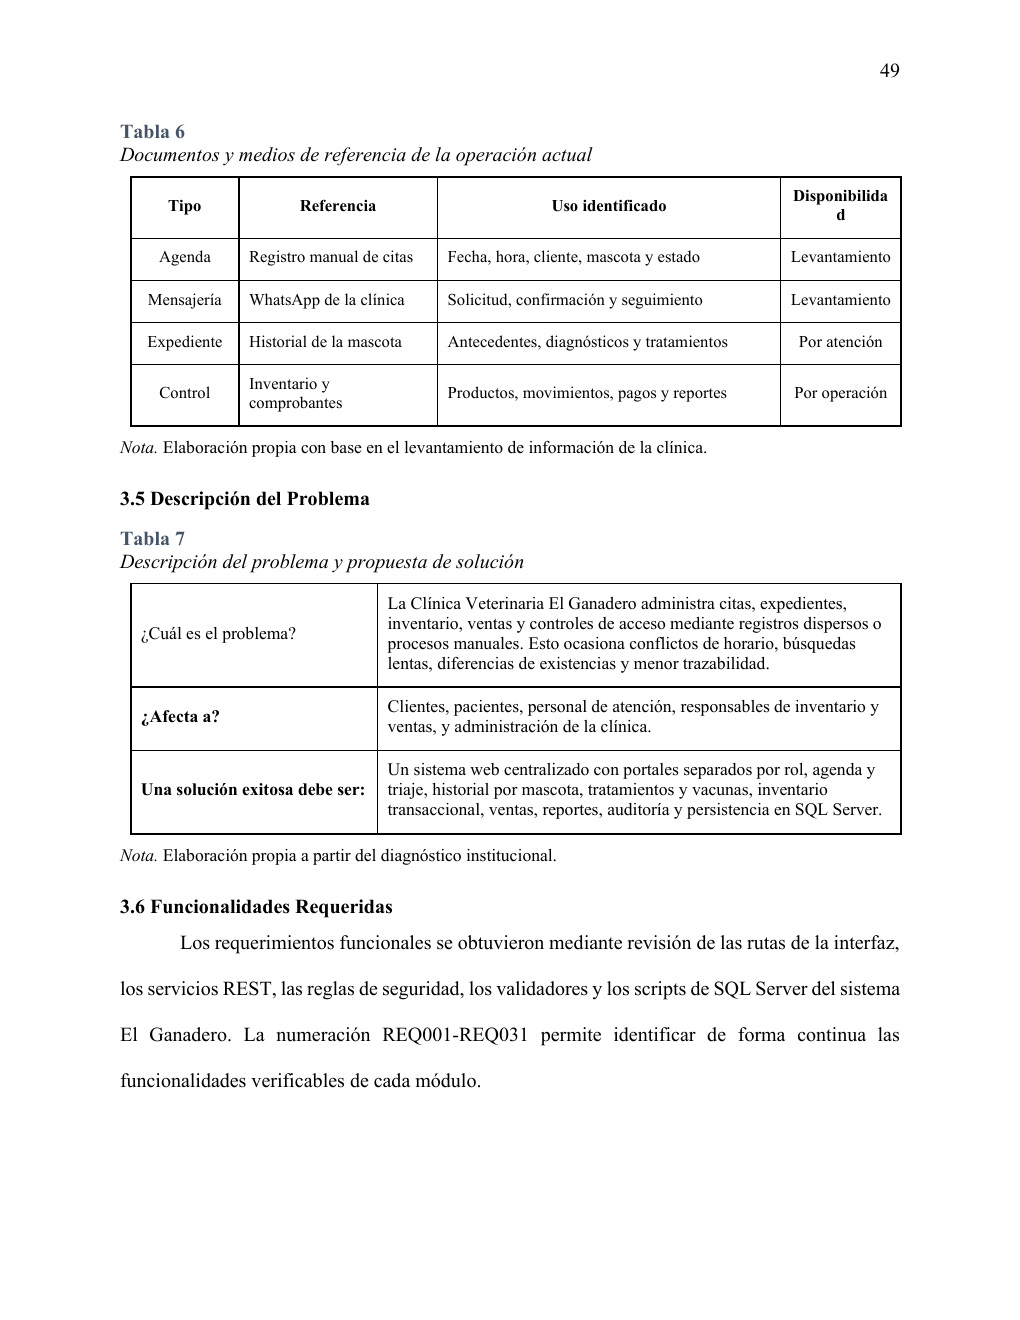 49
Tabla 6
Documentos y medios de referencia de la operación actual
Tipo
Referencia
Uso identificado
Disponibilida
d
Agenda
Registro manual de citas
Fecha, hora, cliente, mascota y estado
Levantamiento
Mensajería
WhatsApp de la clínica
Solicitud, confirmación y seguimiento
Levantamiento
Expediente
Historial de la mascota
Antecedentes, diagnósticos y tratamientos
Por atención
Control
Inventario y
comprobantes
Productos, movimientos, pagos y reportes
Por operación
Nota. Elaboración propia con base en el levantamiento de información de la clínica.
3.5 Descripción del Problema
Tabla 7
Descripción del problema y propuesta de solución
¿Cuál es el problema?
La Clínica Veterinaria El Ganadero administra citas, expedientes,
inventario, ventas y controles de acceso mediante registros dispersos o
procesos manuales. Esto ocasiona conflictos de horario, búsquedas
lentas, diferencias de existencias y menor trazabilidad.
¿Afecta a?
Clientes, pacientes, personal de atención, responsables de inventario y
ventas, y administración de la clínica.
Una solución exitosa debe ser:
Un sistema web centralizado con portales separados por rol, agenda y
triaje, historial por mascota, tratamientos y vacunas, inventario
transaccional, ventas, reportes, auditoría y persistencia en SQL Server.
Nota. Elaboración propia a partir del diagnóstico institucional.
3.6 Funcionalidades Requeridas
Los requerimientos funcionales se obtuvieron mediante revisión de las rutas de la interfaz,
los servicios REST, las reglas de seguridad, los validadores y los scripts de SQL Server del sistema
El Ganadero. La numeración REQ001-REQ031 permite identificar de forma continua las
funcionalidades verificables de cada módulo.